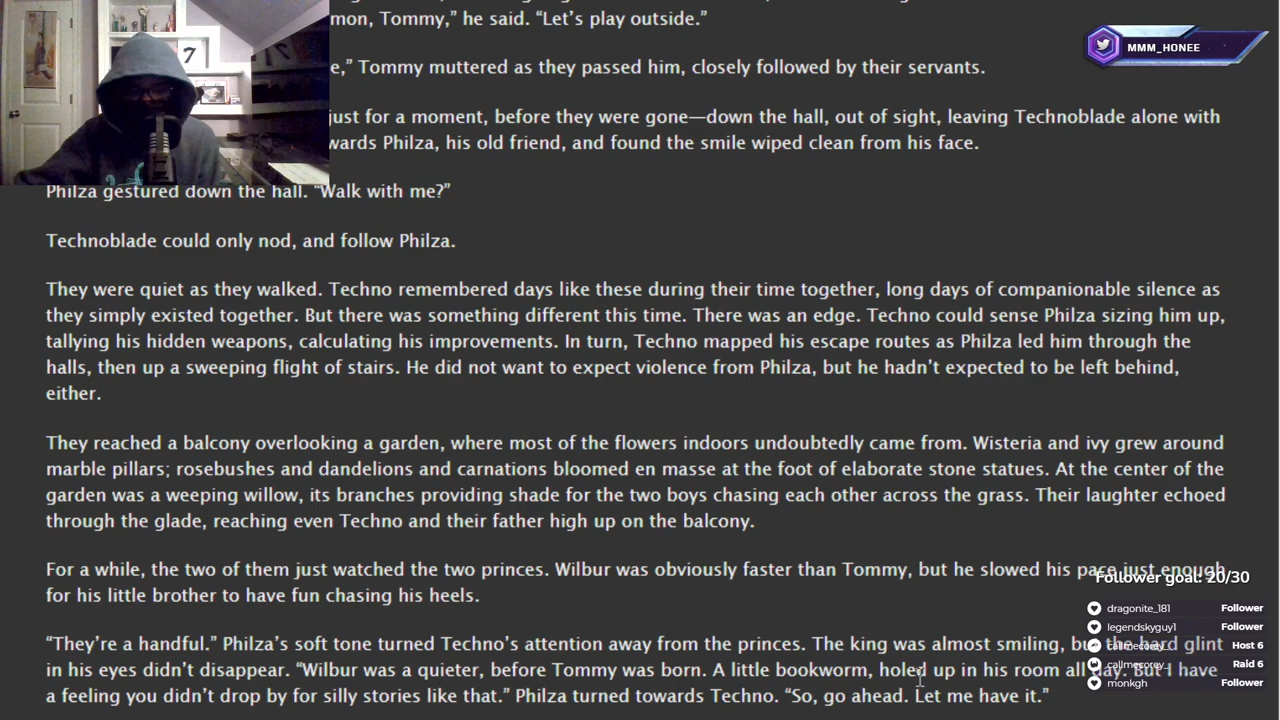 mon, Tommy,” he said. “Let’s play outside.”
MMM_HONEE
7
e,” Tommy muttered as they passed him, closely followed by their servants.
just for a moment, before they were gone—down the hall, out of sight, leaving Technoblade alone with
wards Philza, his old friend, and found the smile wiped clean from his face.
Philza gestured down the hall. “Walk with me?”
Technoblade could only nod, and follow Philza.
They were quiet as they walked. Techno remembered days like these during their time together, long days of companionable silence as
they simply existed together. But there was something different this time. There was an edge. Techno could sense Philza sizing him up,
tallying his hidden weapons, calculating his improvements. In turn, Techno mapped his escape routes as Philza led him through the
halls, then up a sweeping flight of stairs. He did not want to expect violence from Philza, but he hadn’t expected to be left behind,
either.
They reached a balcony overlooking a garden, where most of the flowers indoors undoubtedly came from. Wisteria and ivy grew around
marble pillars; rosebushes and dandelions and carnations bloomed en masse at the foot of elaborate stone statues. At the center of the
garden was a weeping willow, its branches providing shade for the two boys chasing each other across the grass. Their laughter echoed
through the glade, reaching even Techno and their father high up on the balcony.
For a while, the two of them just watched the two princes. Wilbur was obviously faster than Tommy, but he slowed his pace just enough
for his little brother to have fun chasing his heels.
Follower goal: 20/30
dragonite_181 Follower
legendskyguy1 Follower
callmecorey_ Host 6
callmecorey_ Raid 6
monkgh Follower
“They’re a handful.” Philza’s soft tone turned Techno’s attention away from the princes. The king was almost smiling, but the hard glint
in his eyes didn’t disappear. “Wilbur was a quieter, before Tommy was born. A little bookworm, holed up in his room all day. But I have
a feeling you didn’t drop by for silly stories like that.” Philza turned towards Techno. “So, go ahead. Let me have it.”